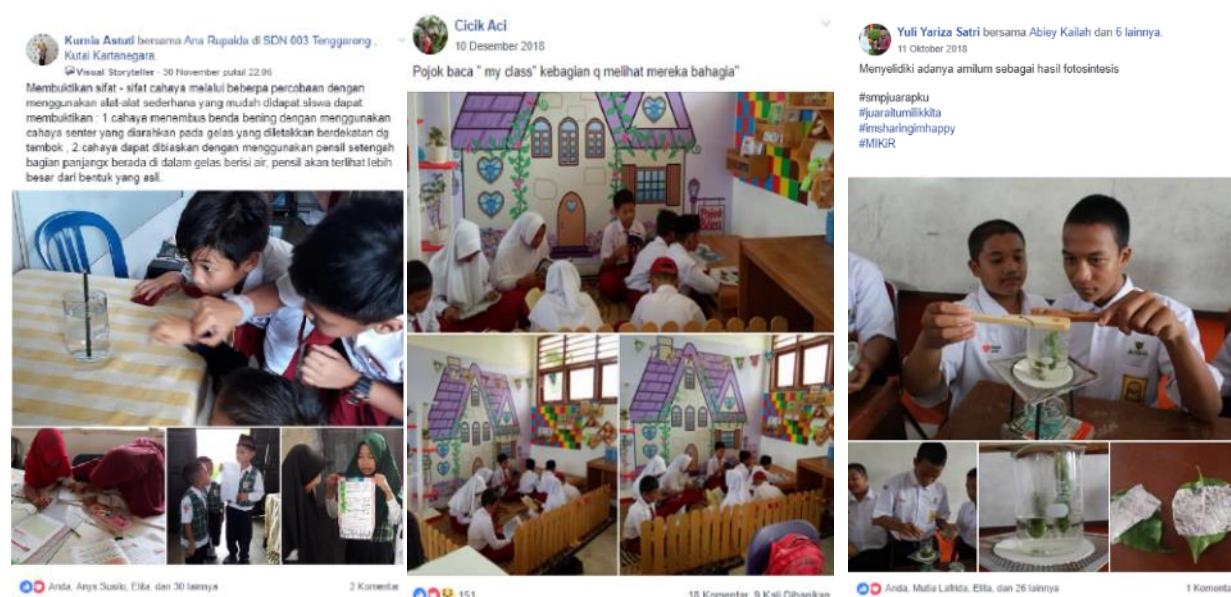 Kurnia Astuti bersama Ana Rupaida di SDN 003 Tenggarong ,
Kutai Kartanegara.
Visual Storyteller · 30 November pukul 22.06
Membuktikan sifat - sifat cahaya melalui beberpa percobaan dengan
menggunakan alat-alat sederhana yang mudah didapat.siswa dapat
membuktikan : 1.cahaya menembus benda bening dengan menggunakan
cahaya senter yang diarahkan pada gelas yang diletakkan berdekatan dg
tembok , 2.cahaya dapat dibiaskan dengan menggunakan pensil setengah
bagian panjangx berada di dalam gelas berisi air, pensil akan terlihat lebih
besar dari bentuk yang asli.
Anda, Anys Susilo, Elita, dan 30 lainnya
2 Komentar
Cicik Aci
10 Desember 2018
Pojok baca " my class" kebagian q melihat mereka bahagia"
151
18 Komentar 9 Kali Dibagikan
Yuli Yariza Satri bersama Abiey Kailah dan 6 lainnya.
11 Oktober 2018
Menyelidiki adanya amilum sebagai hasil fotosintesis
#smpjuarapku
#juaraitumilikkita
#imsharingimhappy
#MIKiR
Anda, Mutia Lafrida, Elita, dan 26 lainnya
1 Komenta